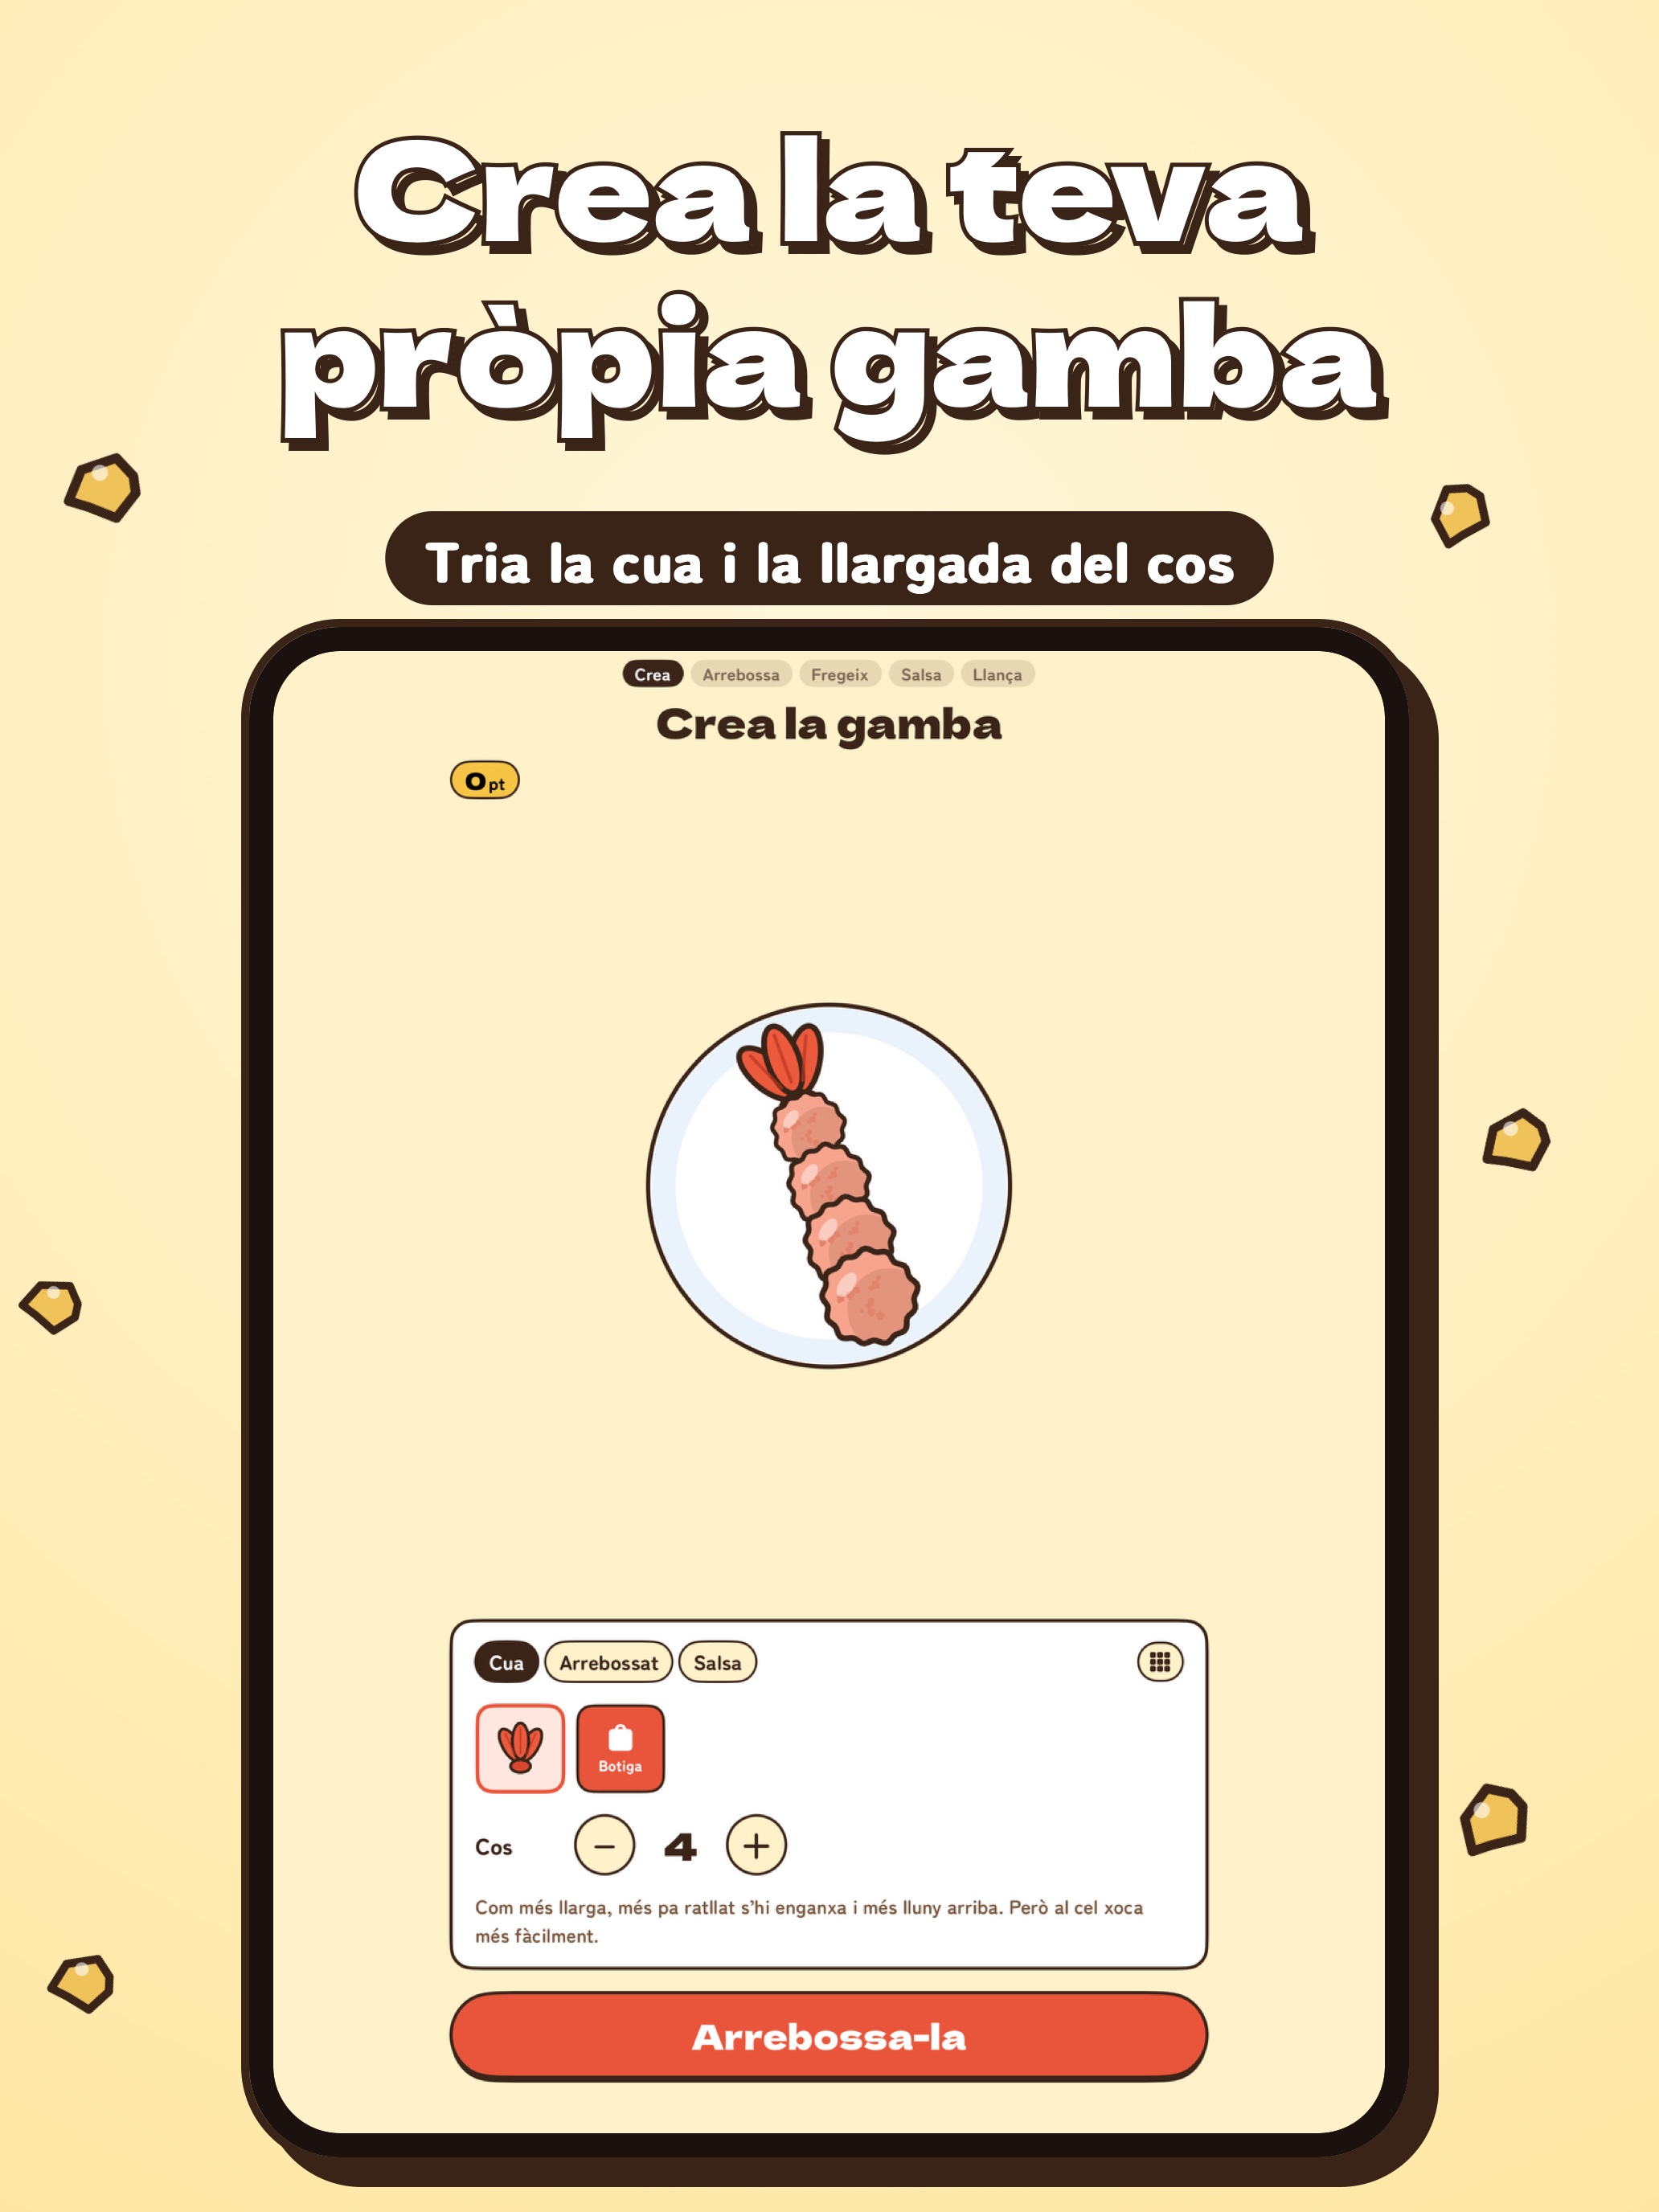 Crea la teva
pròpia gamba
Tria la cua i la llargada del cos
Crea Arrebossa Fregeix Salsa Llança
Crea la gamba
0 pt
Cua Arrebossat Salsa
Botiga
Cos − 4 +
Com més llarga, més pa ratllat s’hi enganxa i més lluny arriba. Però al cel xoca
més fàcilment.
Arrebossa-la